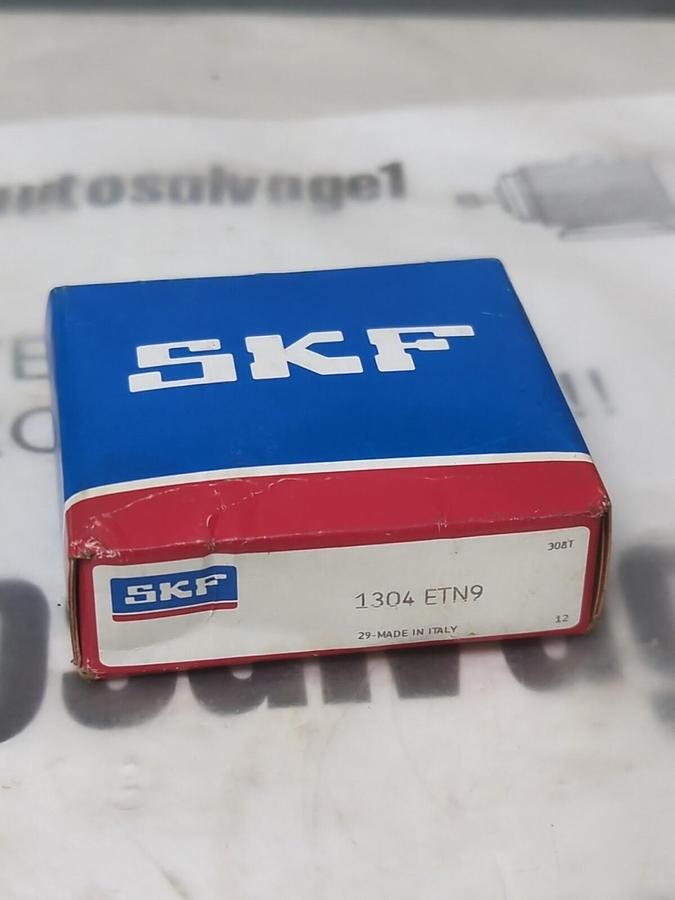 autosalvage1
SKF
!!
308T
SKF
1304 ETN9
29-MADE IN ITALY
12